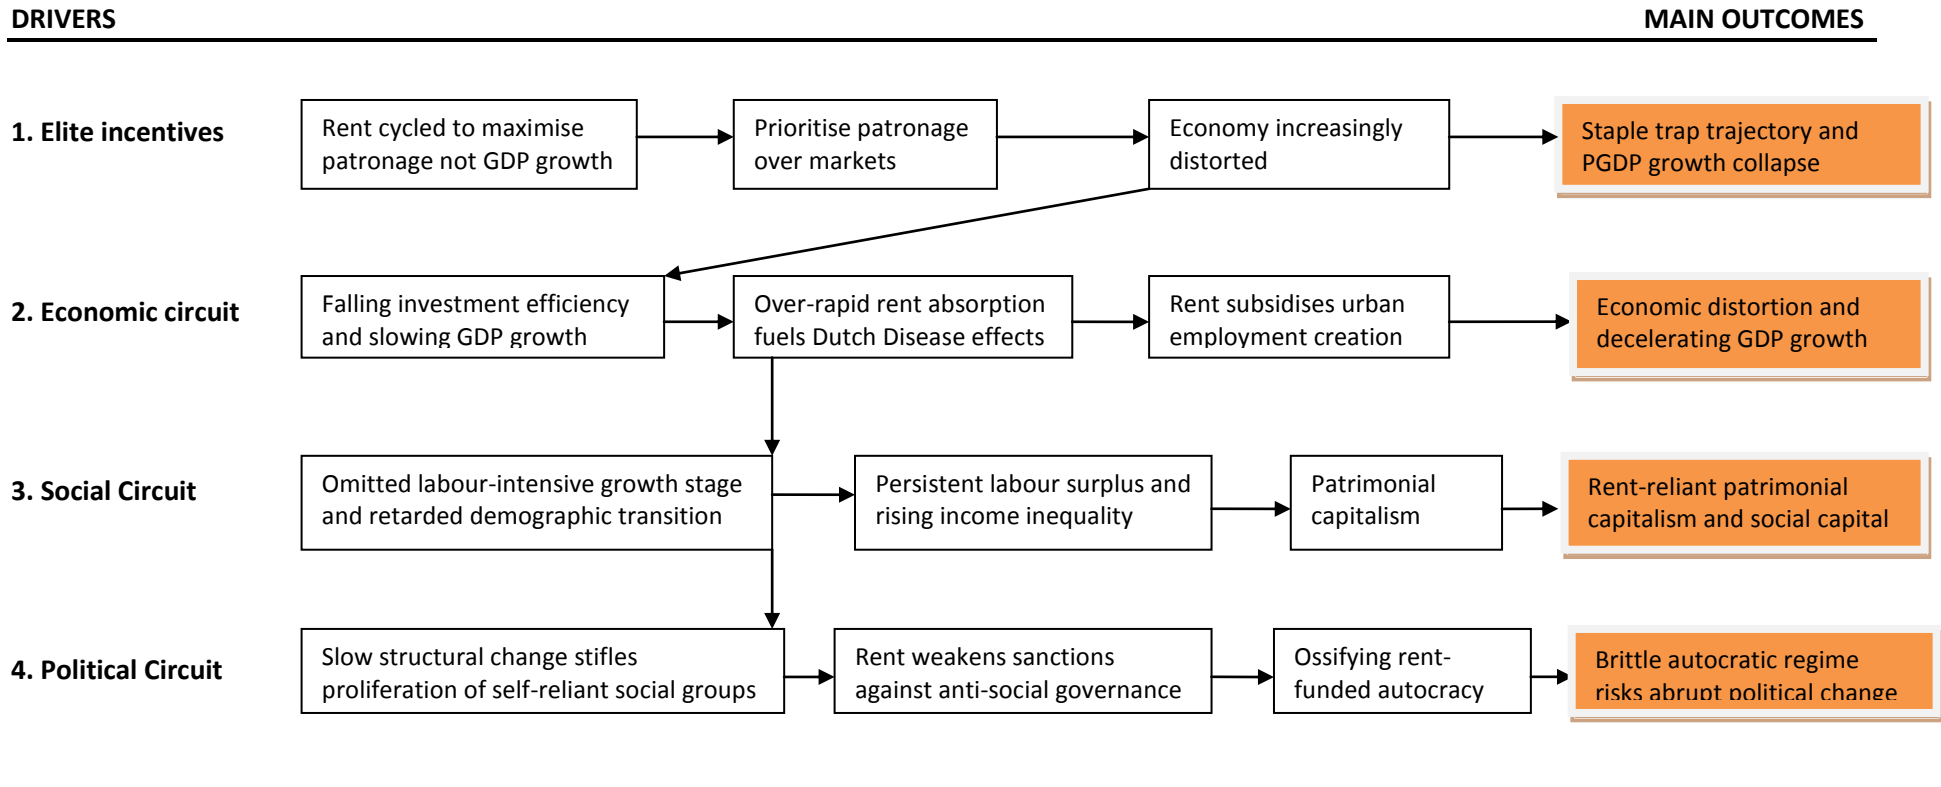 DRIVERS
MAIN OUTCOMES
1. Elite incentives
Rent cycled to maximise
patronage not GDP growth
Prioritise patronage
over markets
Economy increasingly
distorted
Staple trap trajectory and
PGDP growth collapse
2. Economic circuit
Falling investment efficiency
and slowing GDP growth
Over-rapid rent absorption
fuels Dutch Disease effects
Rent subsidises urban
employment creation
Economic distortion and
decelerating GDP growth
3. Social Circuit
Omitted labour-intensive growth stage
and retarded demographic transition
Persistent labour surplus and
rising income inequality
Patrimonial
capitalism
Rent-reliant patrimonial
capitalism and social capital
4. Political Circuit
Slow structural change stifles
proliferation of self-reliant social groups
Rent weakens sanctions
against anti-social governance
Ossifying rent-
funded autocracy
Brittle autocratic regime
risks abrupt political change